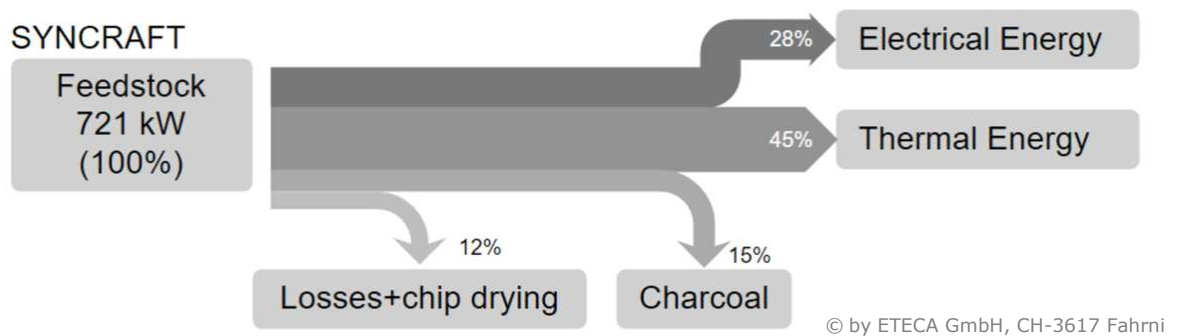 SYNCRAFT
Feedstock
721 kW
(100%)
28%
Electrical Energy
45%
Thermal Energy
12%
15%
Losses+chip drying
Charcoal
© by ETECA GmbH, CH-3617 Fahrni